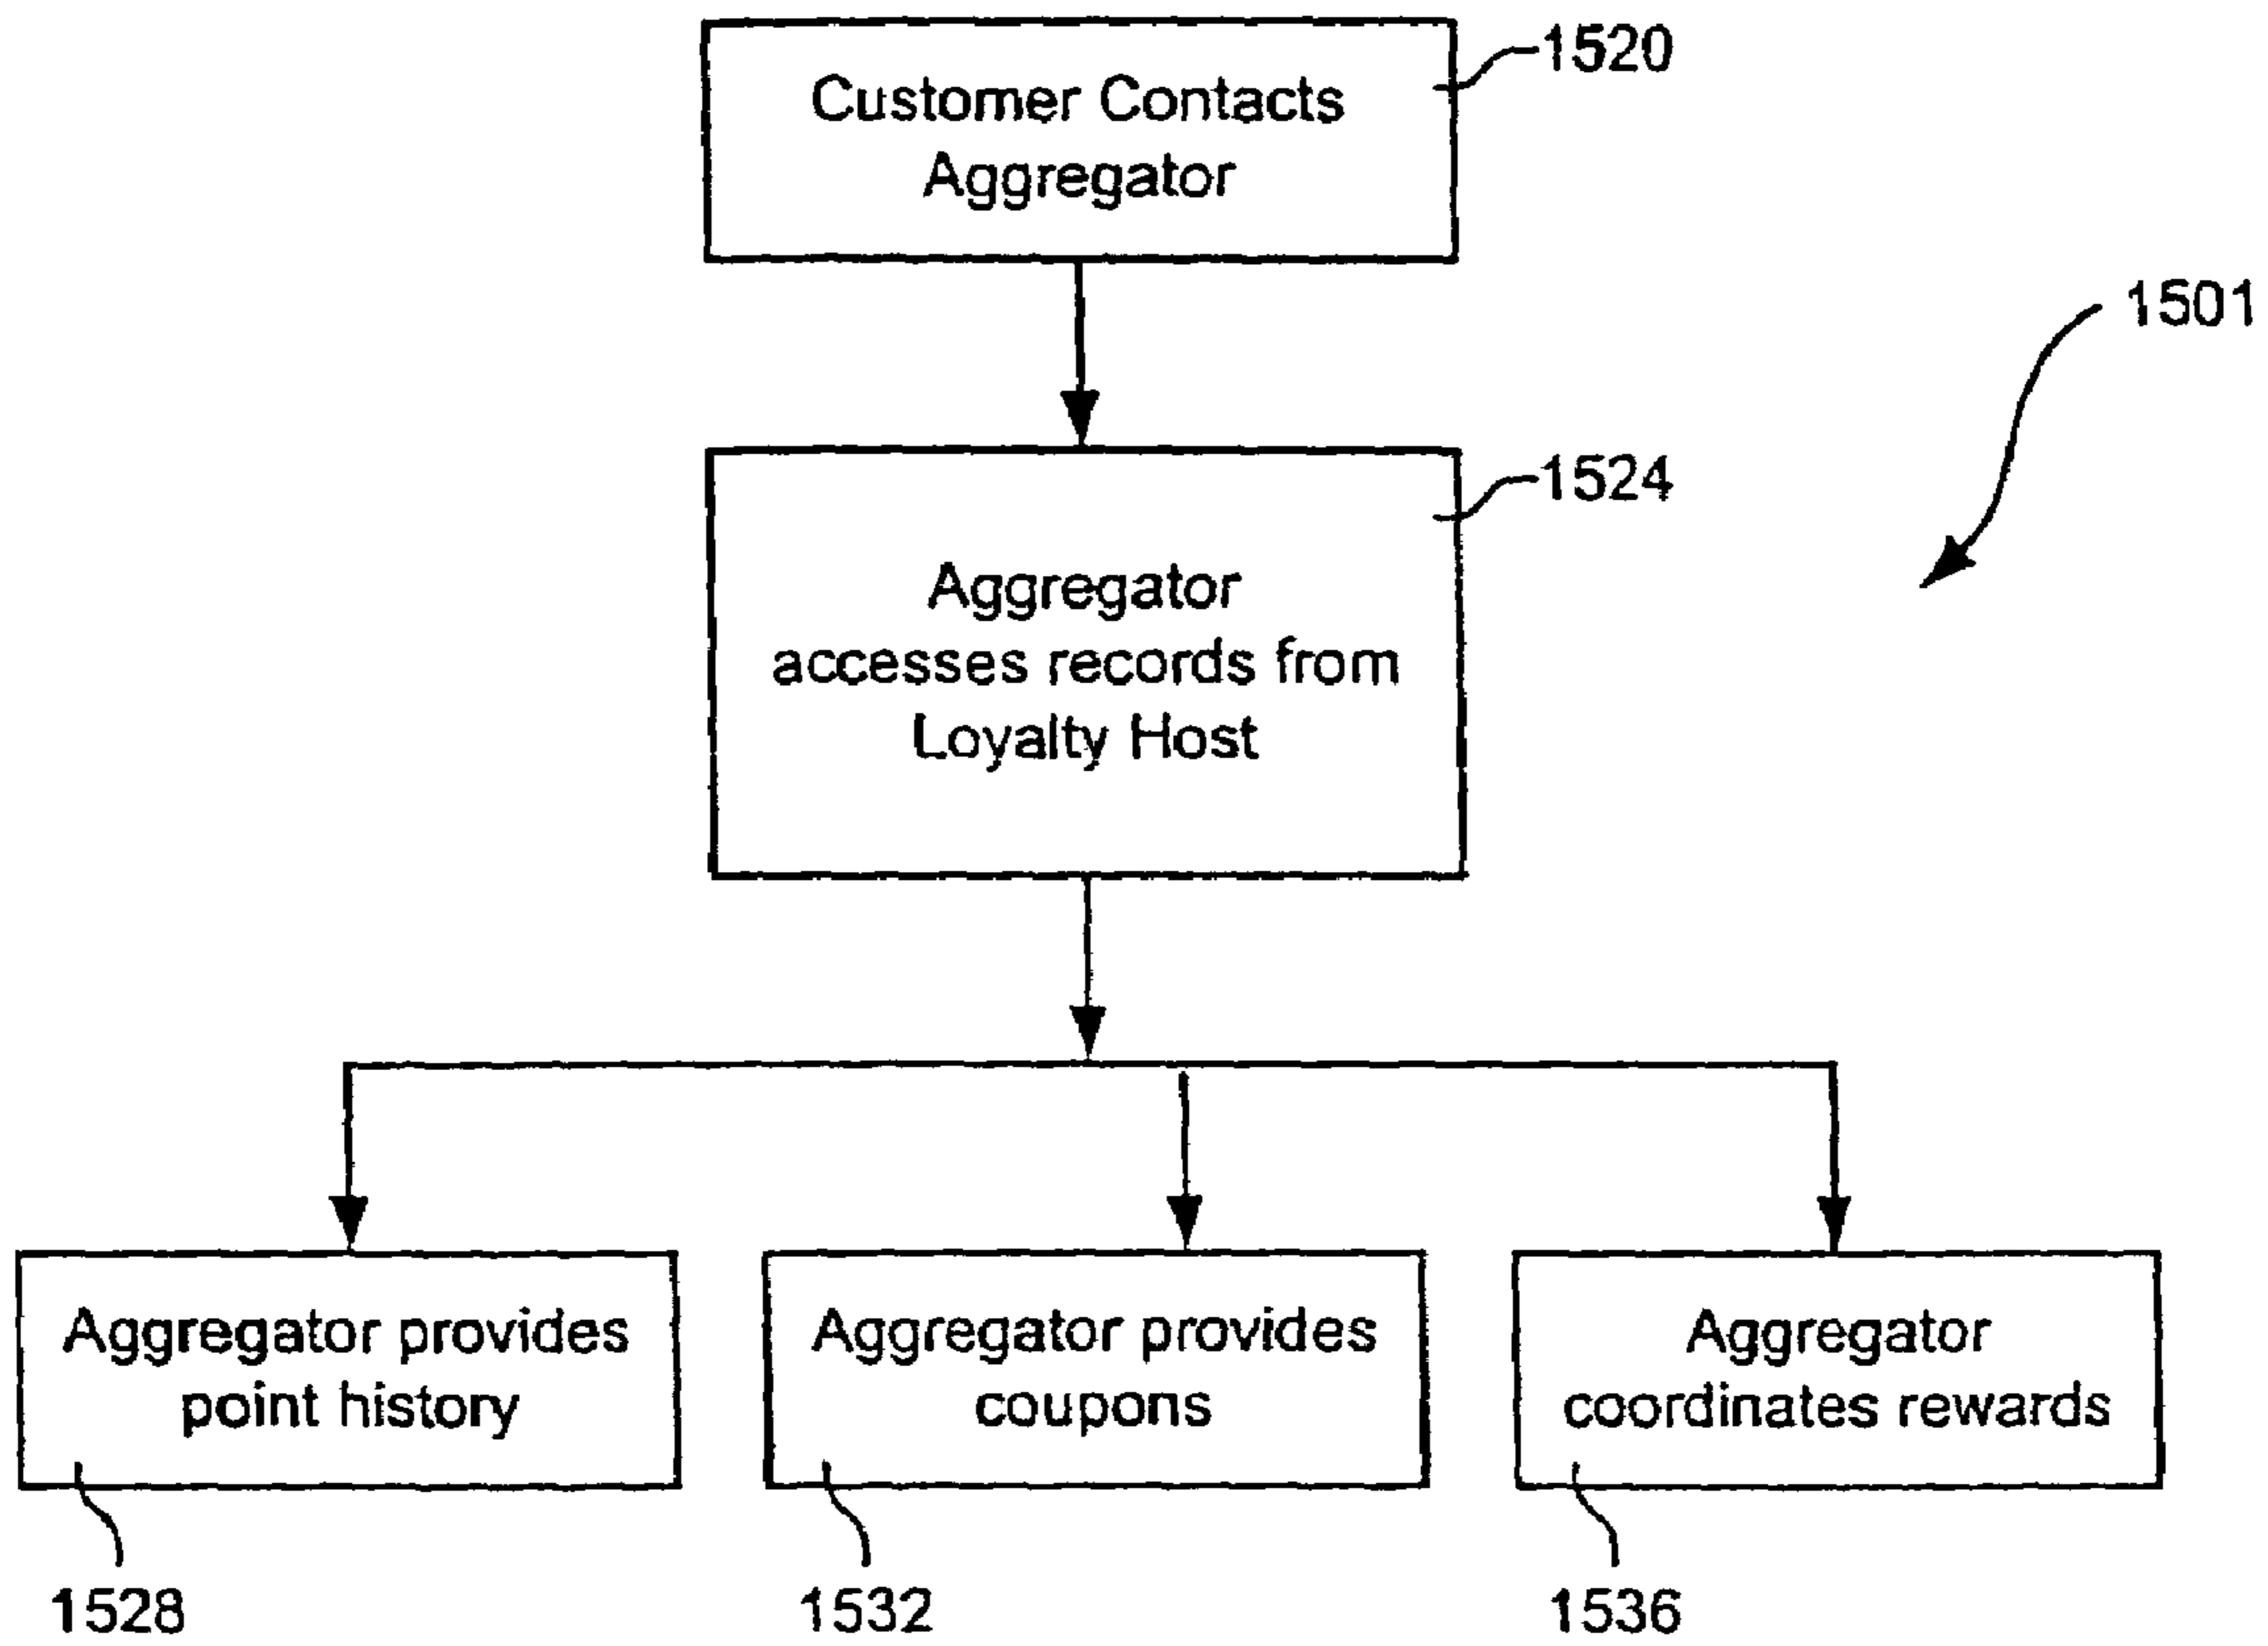 Customer Contacts
Aggregator
1520
1501
Aggregator
accesses records from
Loyalty Host
1524
Aggregator provides
point history
1528
Aggregator provides
coupons
1532
Aggregator
coordinates rewards
1536